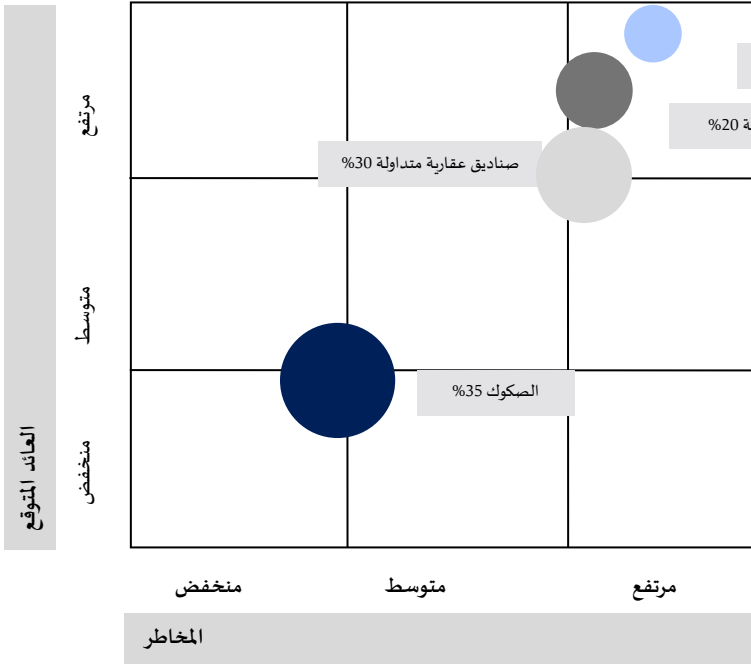 مرتفع
%20
صناديق عقارية متداولة 30%
متوسط
الصكوك 35%
منخفض
العائد المتوقع
منخفض
متوسط
مرتفع
المخاطر